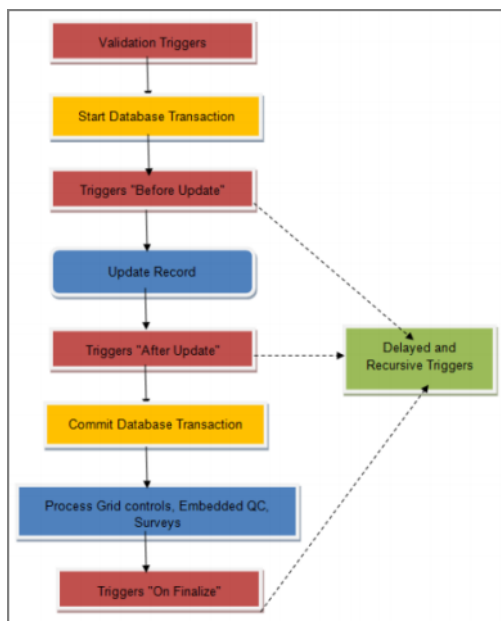 Validation Triggers
Start Database Transaction
Triggers "Before Update"
Update Record
Triggers "After Update"
Delayed and
Recursive Triggers
Commit Database Transaction
Process Grid controls, Embedded QC,
Surveys
Triggers "On Finalize"